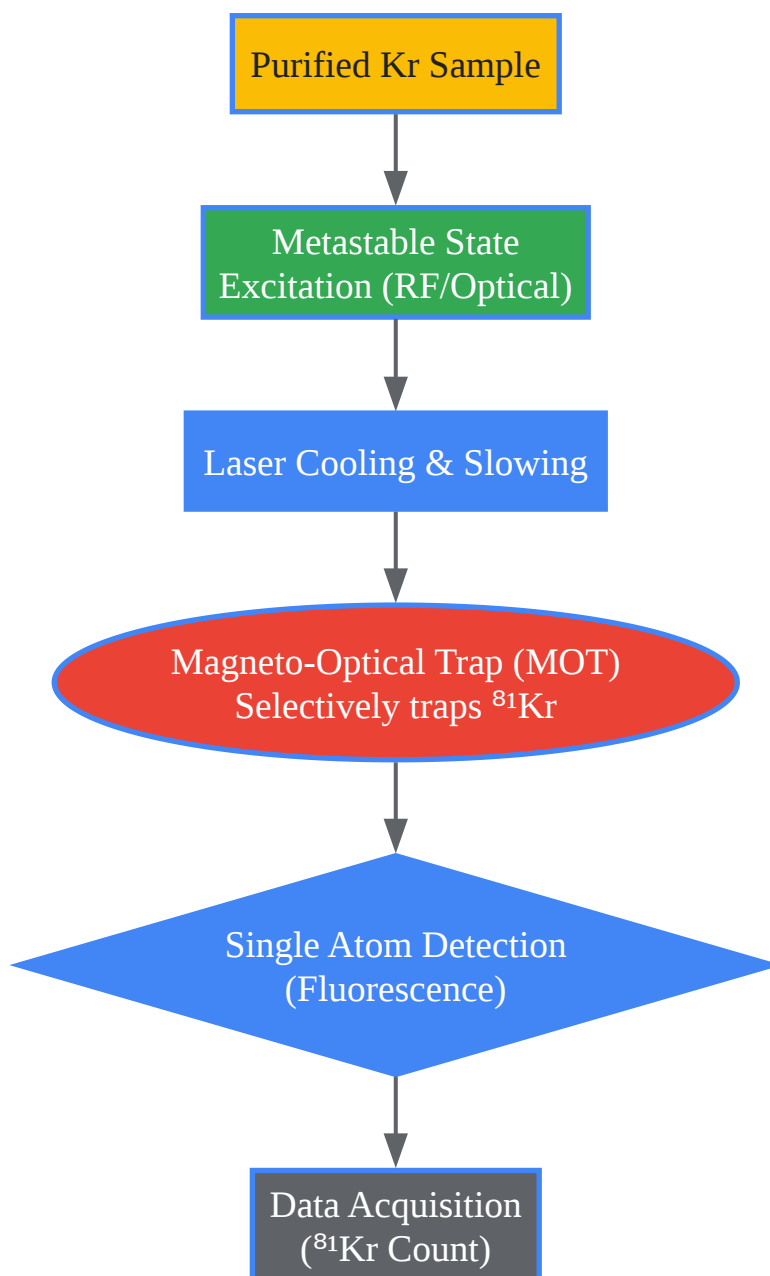 Purified Kr Sample
Metastable State
Excitation (RF/Optical)
Laser Cooling & Slowing
Magneto-Optical Trap (MOT)
Selectively traps ⁸¹Kr
Single Atom Detection
(Fluorescence)
Data Acquisition
(⁸¹Kr Count)